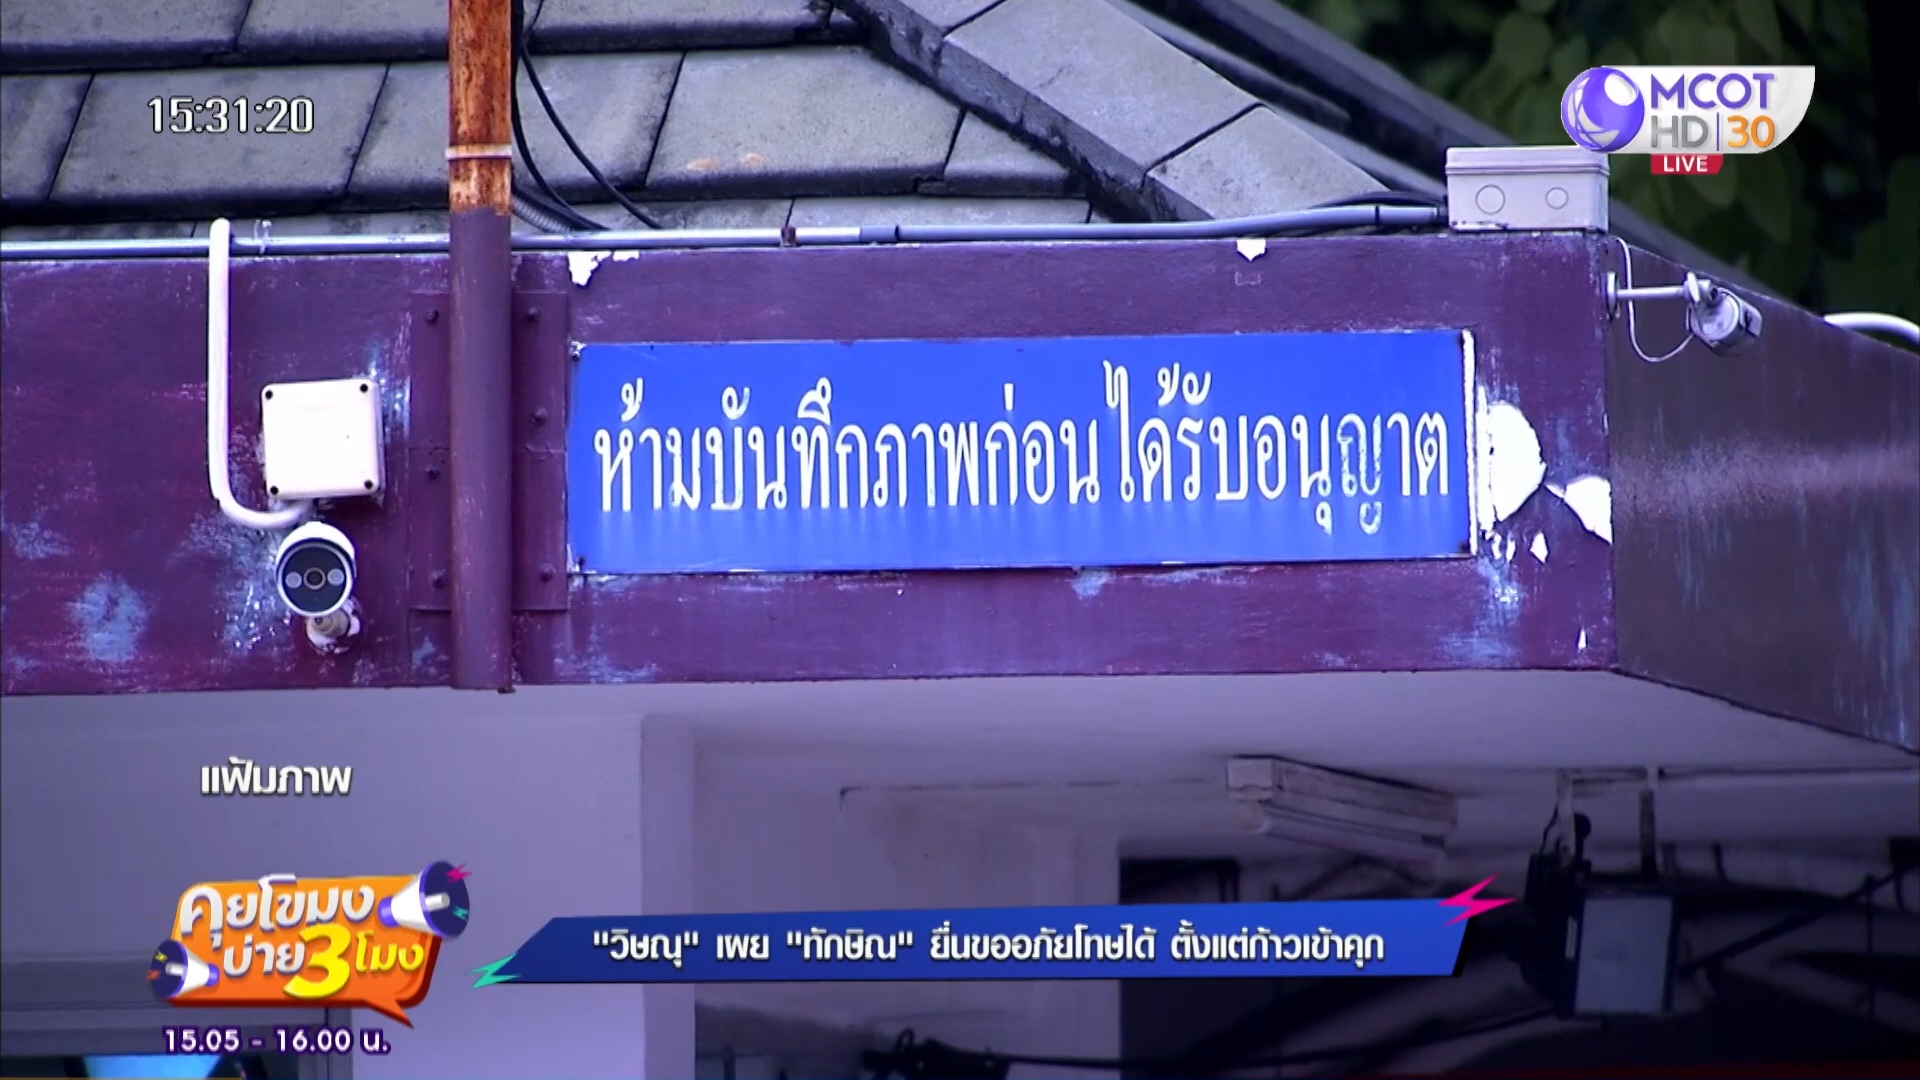 15:31:20
MCOT
HD 30
LIVE
ห้ามบันทึกภาพก่อนได้รับอนุญาต
แฟ้มภาพ
คุยโขมง
บ่าย 3 โมง
"วิษณุ" เผย "ทักษิณ" ยื่นขออภัยโทษได้ ตั้งแต่ก้าวเข้าคุก
15.05 - 16.00 น.